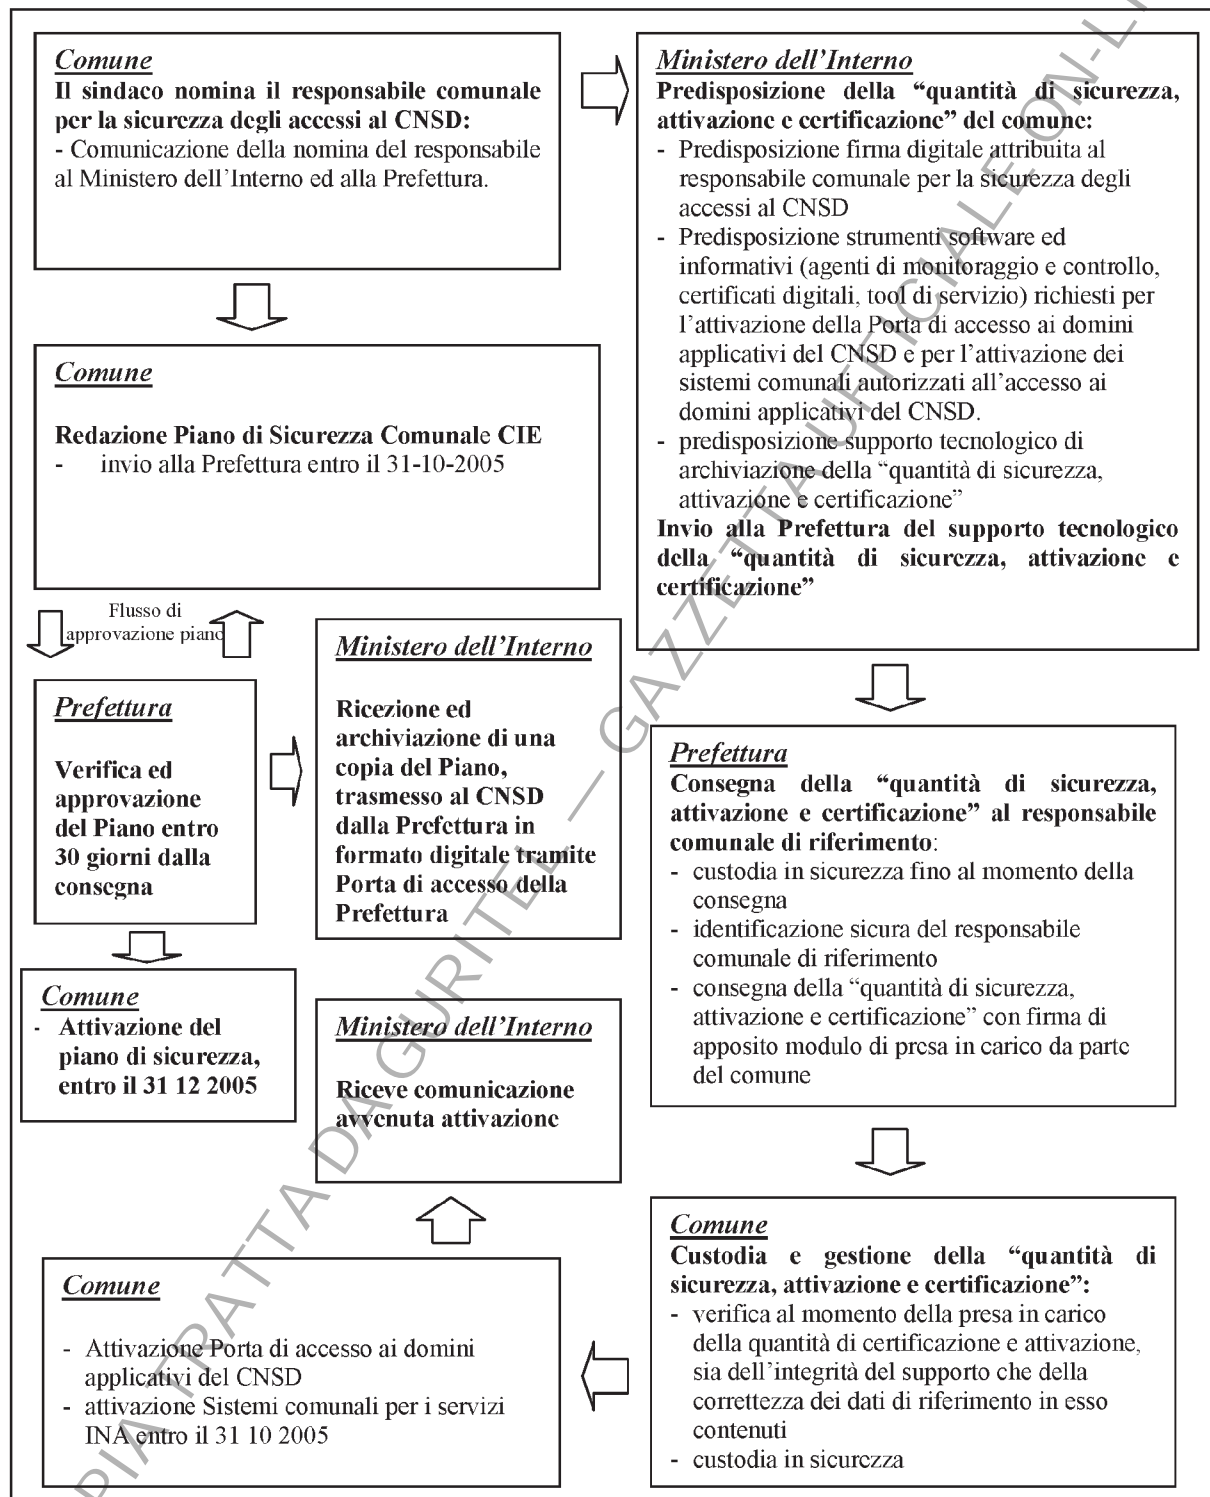 Comune
Il sindaco nomina il responsabile comunale
per la sicurezza degli accessi al CNSD:
- Comunicazione della nomina del responsabile
al Ministero dell'Interno ed alla Prefettura.
Ministero dell'Interno
Predisposizione della “quantità di sicurezza,
attivazione e certificazione” del comune:
- Predisposizione firma digitale attribuita al
responsabile comunale per la sicurezza degli
accessi al CNSD
- Predisposizione strumenti software ed
informativi (agenti di monitoraggio e controllo,
certificati digitali, tool di servizio) richiesti per
l'attivazione della Porta di accesso ai domini
applicativi del CNSD e per l'attivazione dei
sistemi comunali autorizzati all'accesso ai
domini applicativi del CNSD.
- predisposizione supporto tecnologico di
archiviazione della “quantità di sicurezza,
attivazione e certificazione”
Invio alla Prefettura del supporto tecnologico
della “quantità di sicurezza, attivazione e
certificazione”
Comune
Redazione Piano di Sicurezza Comunale CIE
- invio alla Prefettura entro il 31-10-2005
Flusso di
approvazione piano
Prefettura
Verifica ed
approvazione
del Piano entro
30 giorni dalla
consegna
Ministero dell'Interno
Ricezione ed
archiviazione di una
copia del Piano,
trasmesso al CNSD
dalla Prefettura in
formato digitale tramite
Porta di accesso della
Prefettura
Prefettura
Consegna della “quantità di sicurezza,
attivazione e certificazione” al responsabile
comunale di riferimento:
- custodia in sicurezza fino al momento della
consegna
- identificazione sicura del responsabile
comunale di riferimento
- consegna della “quantità di sicurezza,
attivazione e certificazione” con firma di
apposito modulo di presa in carico da parte
del comune
Comune
- Attivazione del
piano di sicurezza,
entro il 31 12 2005
Ministero dell'Interno
Riceve comunicazione
avvenuta attivazione
Comune
Custodia e gestione della “quantità di
sicurezza, attivazione e certificazione”:
- verifica al momento della presa in carico
della quantità di certificazione e attivazione,
sia dell'integrità del supporto che della
correttezza dei dati di riferimento in esso
contenuti
- custodia in sicurezza
Comune
- Attivazione Porta di accesso ai domini
applicativi del CNSD
- attivazione Sistemi comunali per i servizi
INA entro il 31 10 2005
PIA TRATTA DA GURITEL — GAZZETTA UFFICIALE ON-LI